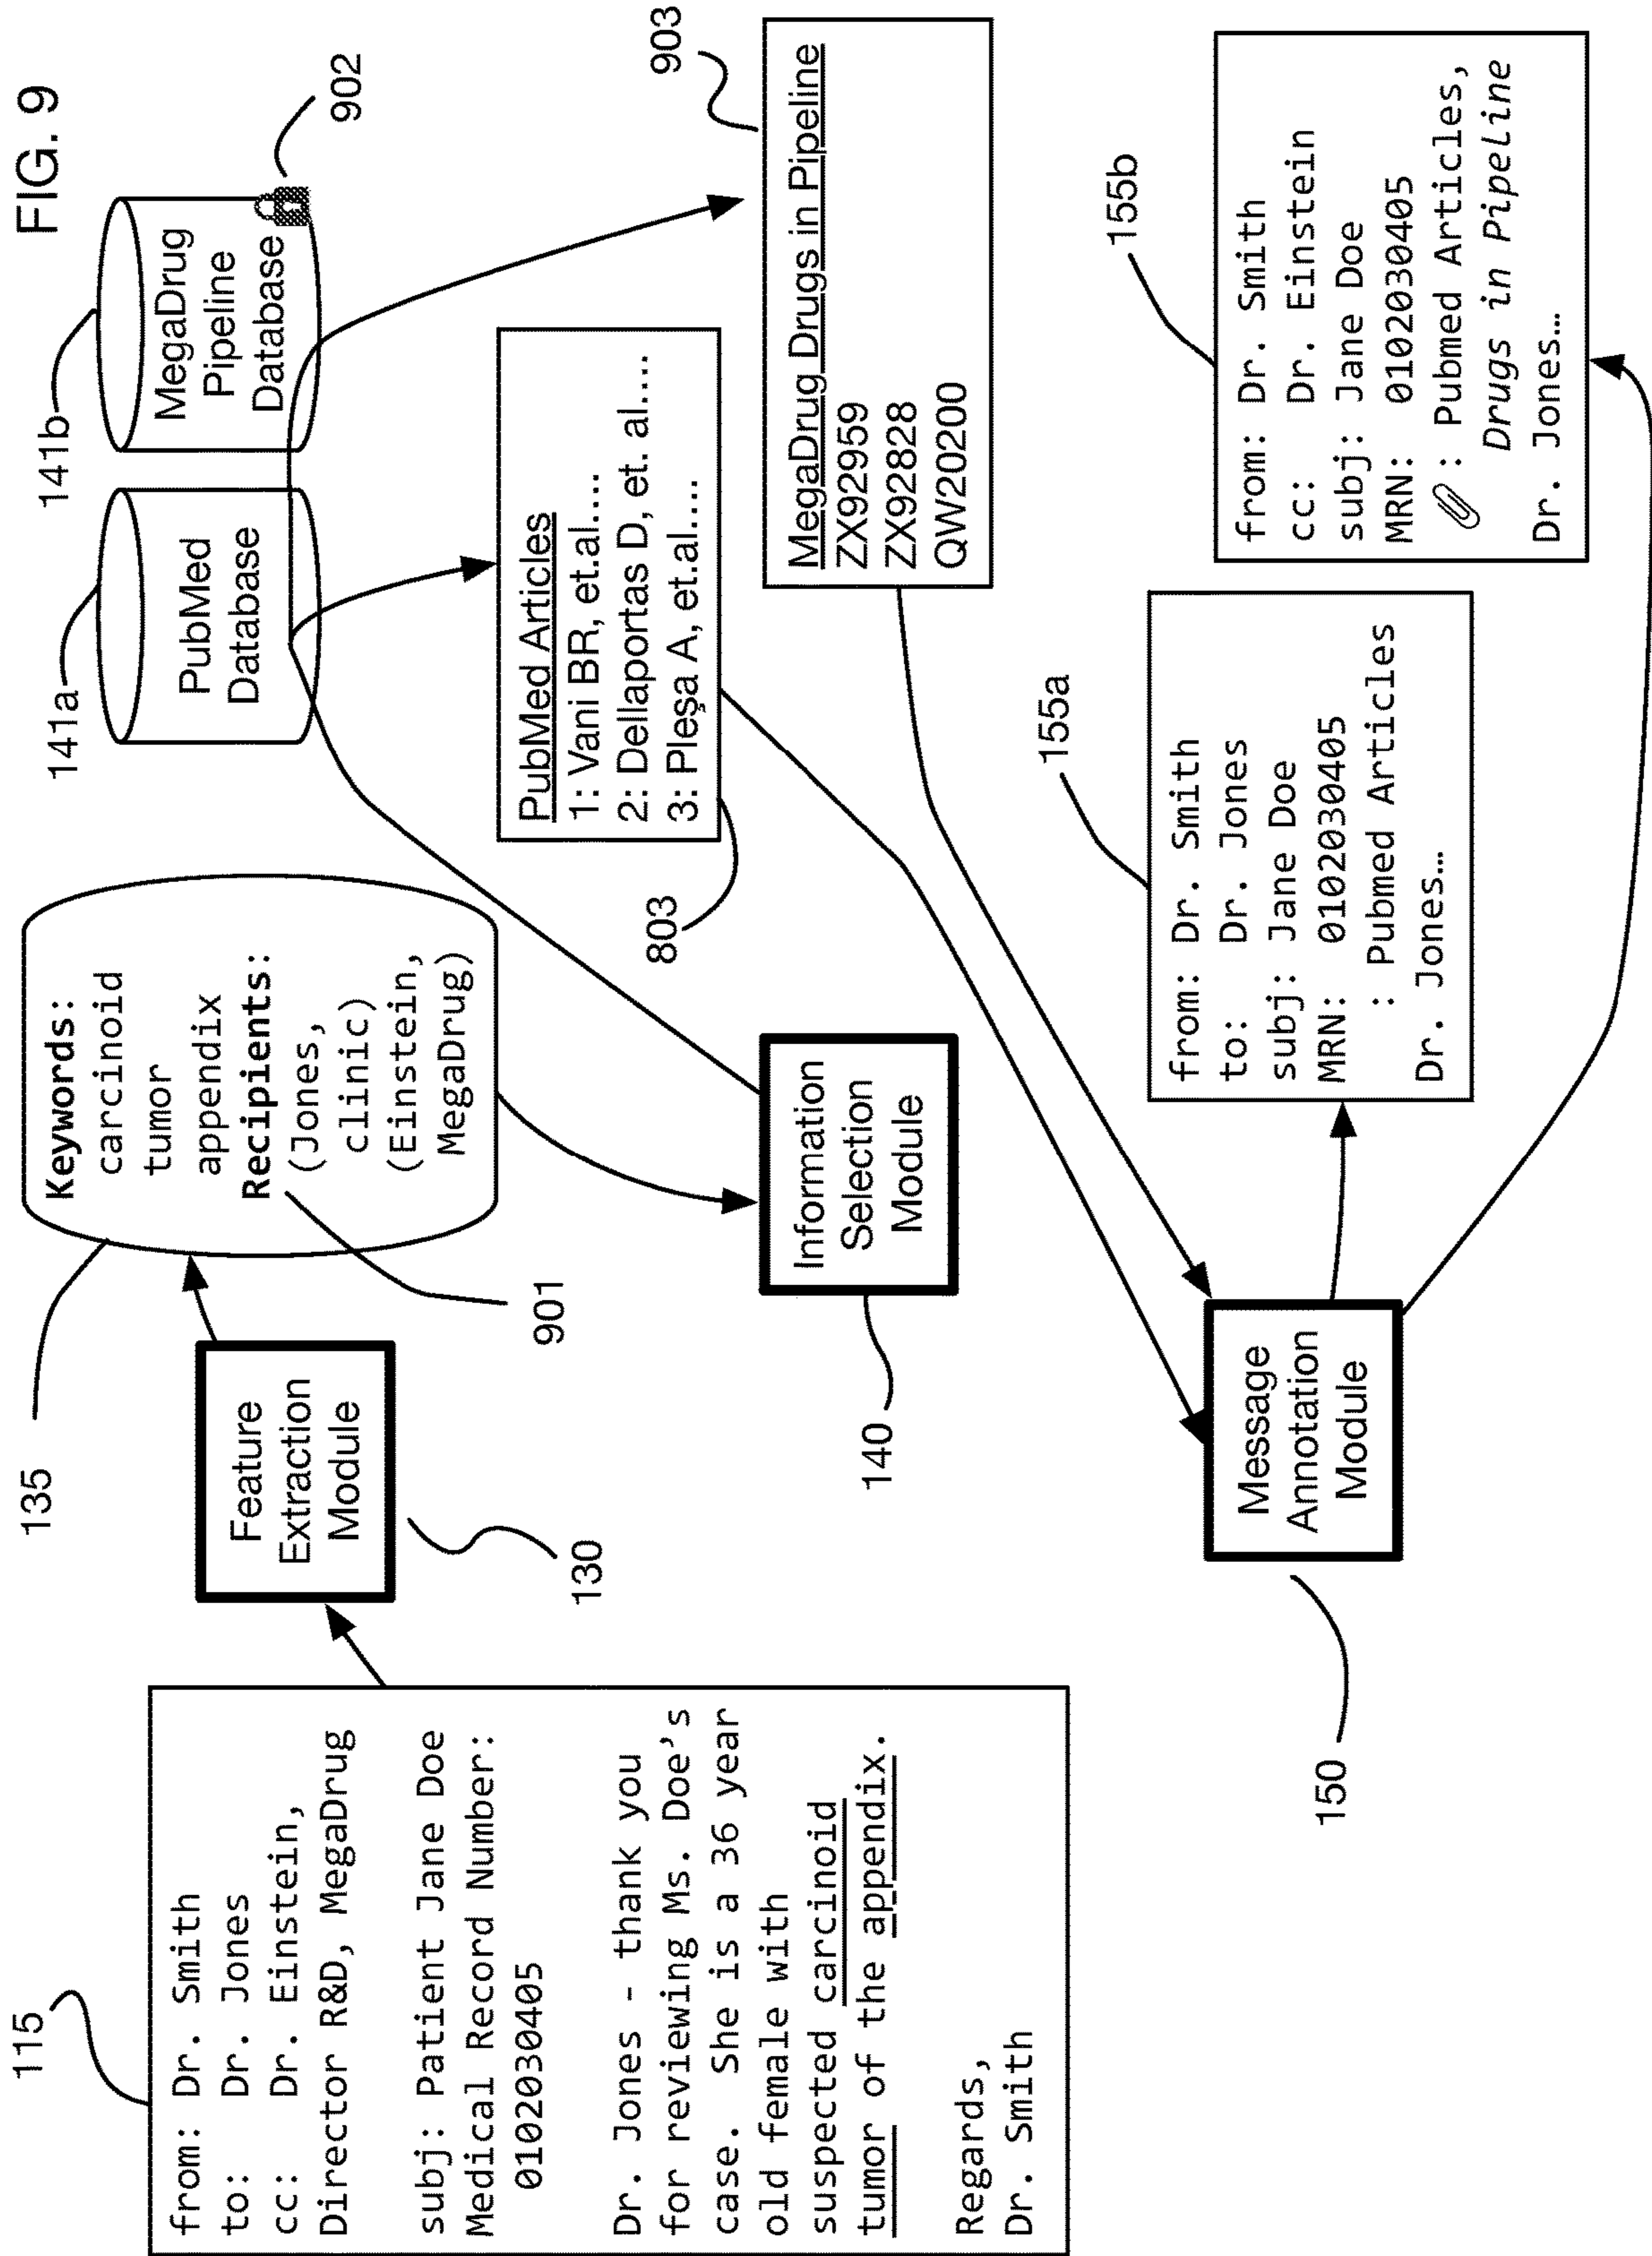 FIG. 9
115
from: Dr. Smith
to: Dr. Jones
cc: Dr. Einstein,
Director R&D, MegaDrug
subj: Patient Jane Doe
Medical Record Number:
0102030405
Dr. Jones - thank you
for reviewing Ms. Doe's
case. She is a 36 year
old female with
suspected carcinoid
tumor of the appendix.
Regards,
Dr. Smith
130
Feature
Extraction
Module
135
Keywords:
carcinoid
tumor
appendix
Recipients:
(Jones,
clinic)
(Einstein,
MegaDrug)
901
140
Information
Selection
Module
141a
PubMed
Database
141b
MegaDrug
Pipeline
Database
902
803
PubMed Articles
1: Vani BR, et.al....
2: Dellaportas D, et. al....
3: Pleşa A, et.al....
903
MegaDrug Drugs in Pipeline
ZX92959
ZX92828
QW20200
150
Message
Annotation
Module
155a
from: Dr. Smith
to: Dr. Jones
subj: Jane Doe
MRN: 0102030405
: Pubmed Articles
Dr. Jones…
155b
from: Dr. Smith
cc: Dr. Einstein
subj: Jane Doe
MRN: 0102030405
: Pubmed Articles,
Drugs in Pipeline
Dr. Jones…